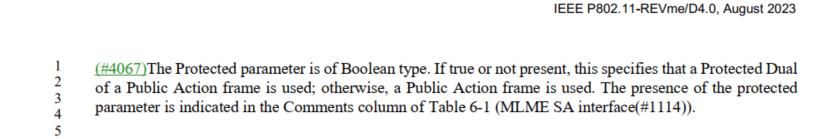 IEEE P802.11-REVme/D4.0, August 2023
1 (#4067)The Protected parameter is of Boolean type. If true or not present, this specifies that a Protected Dual
2 of a Public Action frame is used; otherwise, a Public Action frame is used. The presence of the protected
3 parameter is indicated in the Comments column of Table 6-1 (MLME SA interface(#1114)).
4
5